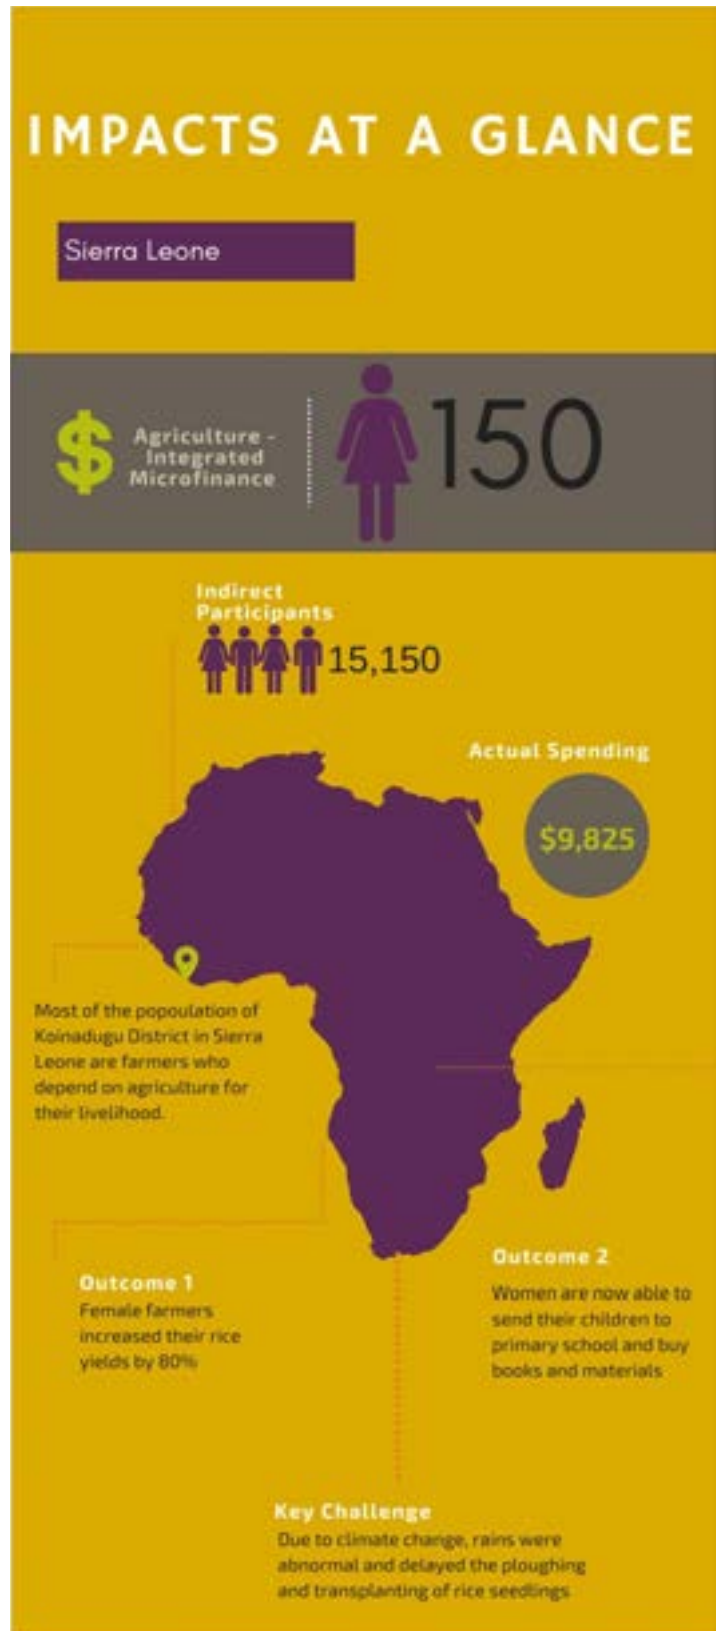 IMPACTS AT A GLANCE
Sierra Leone
$
Agriculture -
Integrated
Microfinance
150
Indirect
Participants
15,150
Actual Spending
$9,825
Most of the popoulation of
Koinadugu District in Sierra
Leone are farmers who
depend on agriculture for
their livelihood.
Outcome 1
Female farmers
increased their rice
yields by 80%
Outcome 2
Women are now able to
send their children to
primary school and buy
books and materials
Key Challenge
Due to climate change, rains were
abnormal and delayed the ploughing
and transplanting of rice seedlings